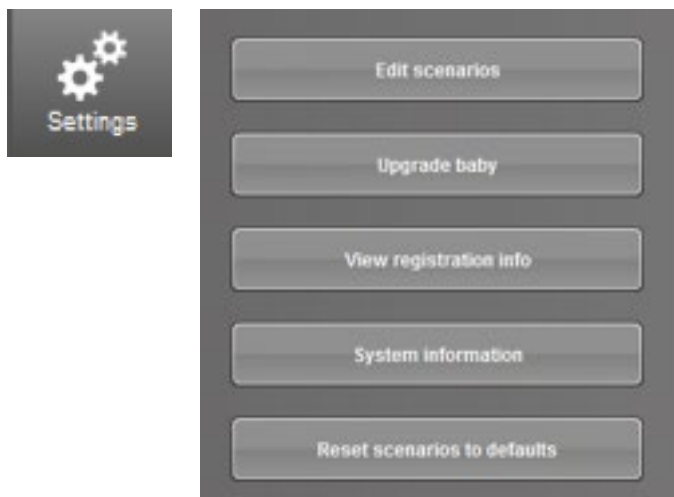 Settings
Edit scenarios
Upgrade baby
View registration info
System information
Reset scenarios to defaults